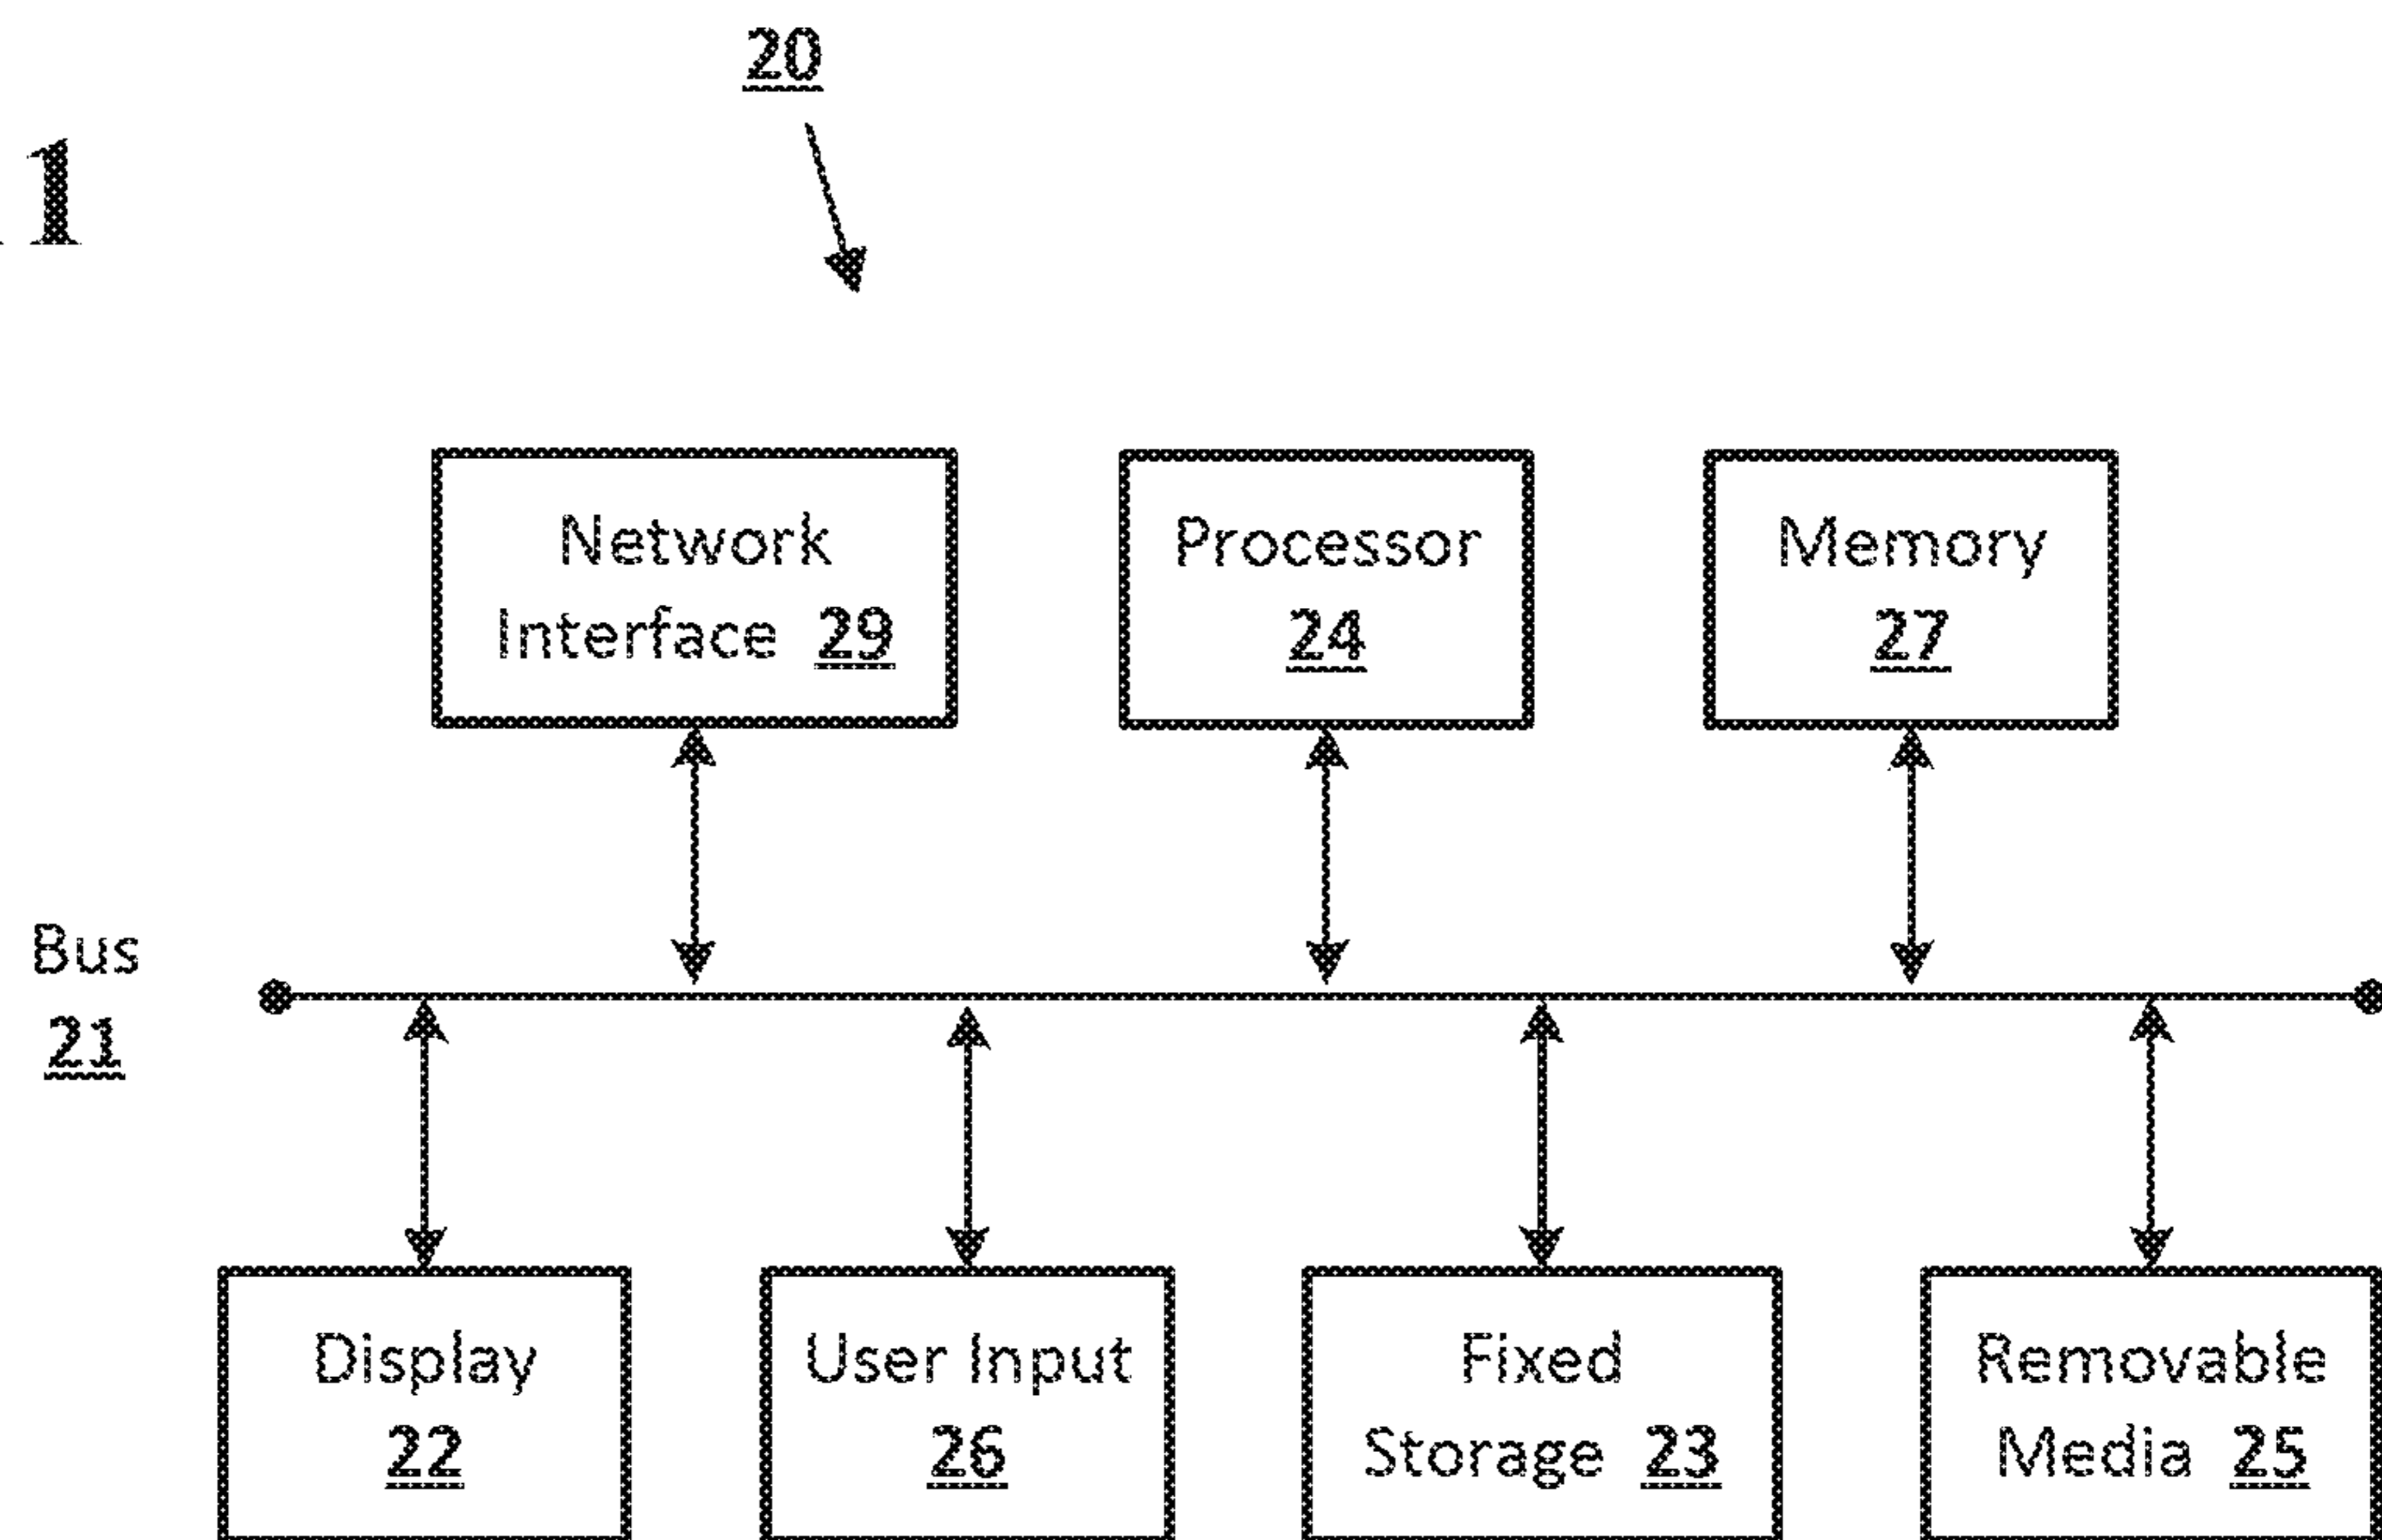 20
1
Network
Interface 29
Processor
24
Memory
27
Bus
21
Display
22
User Input
26
Fixed
Storage 23
Removable
Media 25